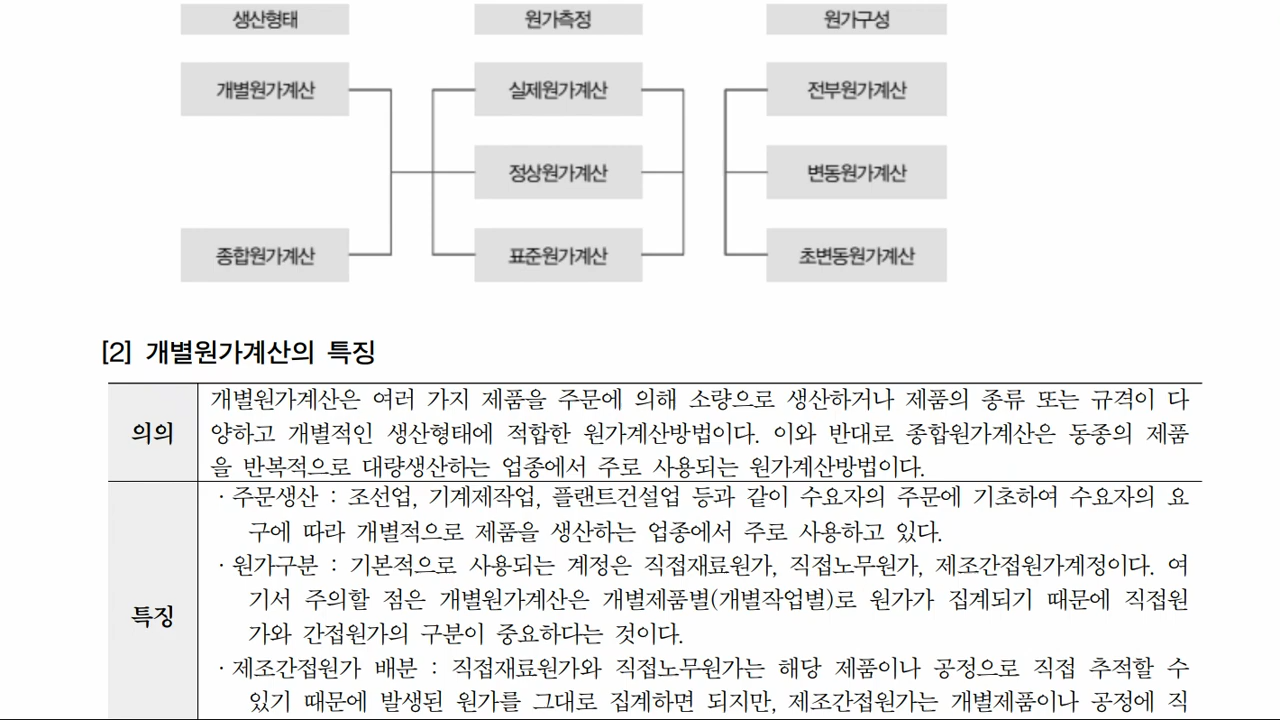 생산형태 원가측정 원가구성
개별원가계산 실제원가계산 전부원가계산
정상원가계산 변동원가계산
종합원가계산 표준원가계산 초변동원가계산
[2] 개별원가계산의 특징
의의
개별원가계산은 여러 가지 제품을 주문에 의해 소량으로 생산하거나 제품의 종류 또는 규격이 다
양하고 개별적인 생산형태에 적합한 원가계산방법이다. 이와 반대로 종합원가계산은 동종의 제품
을 반복적으로 대량생산하는 업종에서 주로 사용되는 원가계산방법이다.
특징
· 주문생산 : 조선업, 기계제작업, 플랜트건설업 등과 같이 수요자의 주문에 기초하여 수요자의 요
구에 따라 개별적으로 제품을 생산하는 업종에서 주로 사용하고 있다.
· 원가구분 : 기본적으로 사용되는 계정은 직접재료원가, 직접노무원가, 제조간접원가계정이다. 여
기서 주의할 점은 개별원가계산은 개별제품별(개별작업별)로 원가가 집계되기 때문에 직접원
가와 간접원가의 구분이 중요하다는 것이다.
· 제조간접원가 배분 : 직접재료원가와 직접노무원가는 해당 제품이나 공정으로 직접 추적할 수
있기 때문에 발생된 원가를 그대로 집계하면 되지만, 제조간접원가는 개별제품이나 공정에 직